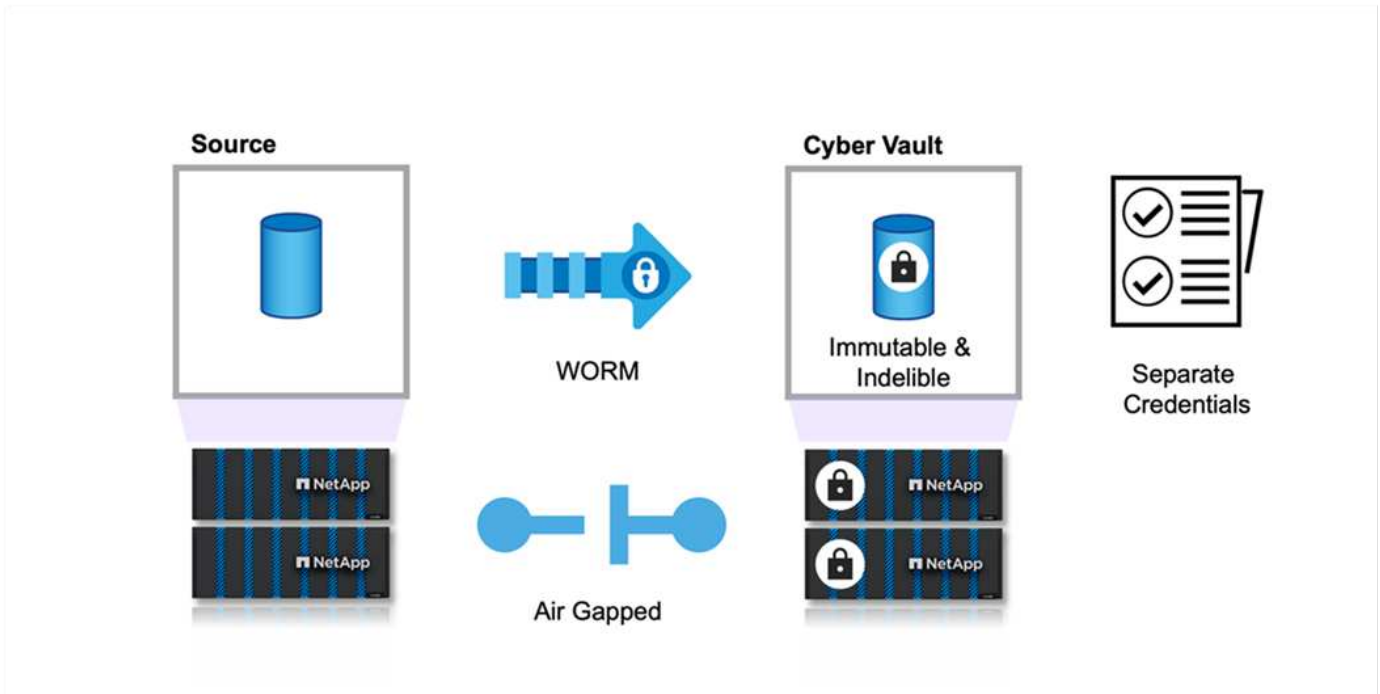 Source
Cyber Vault
WORM
Immutable &
Indelible
Separate
Credentials
NetApp
NetApp
NetApp
NetApp
Air Gapped